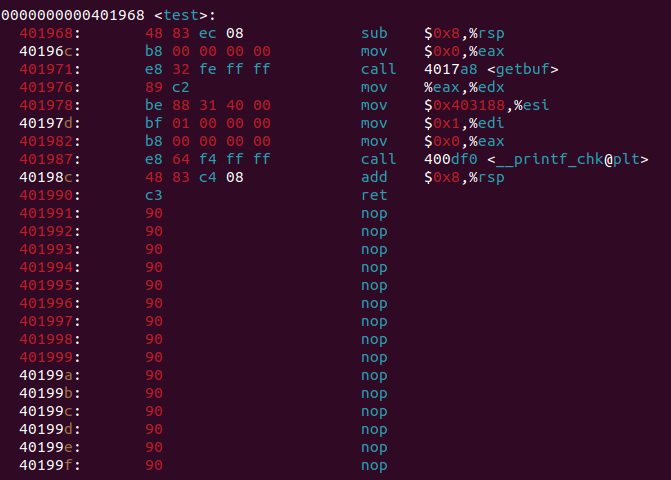 0000000000401968 <test>:
401968: 48 83 ec 08 sub $0x8,%rsp
40196c: b8 00 00 00 00 mov $0x0,%eax
401971: e8 32 fe ff ff call 4017a8 <getbuf>
401976: 89 c2 mov %eax,%edx
401978: be 88 31 40 00 mov $0x403188,%esi
40197d: bf 01 00 00 00 mov $0x1,%edi
401982: b8 00 00 00 00 mov $0x0,%eax
401987: e8 64 f4 ff ff call 400df0 <__printf_chk@plt>
40198c: 48 83 c4 08 add $0x8,%rsp
401990: c3 ret
401991: 90 nop
401992: 90 nop
401993: 90 nop
401994: 90 nop
401995: 90 nop
401996: 90 nop
401997: 90 nop
401998: 90 nop
401999: 90 nop
40199a: 90 nop
40199b: 90 nop
40199c: 90 nop
40199d: 90 nop
40199e: 90 nop
40199f: 90 nop